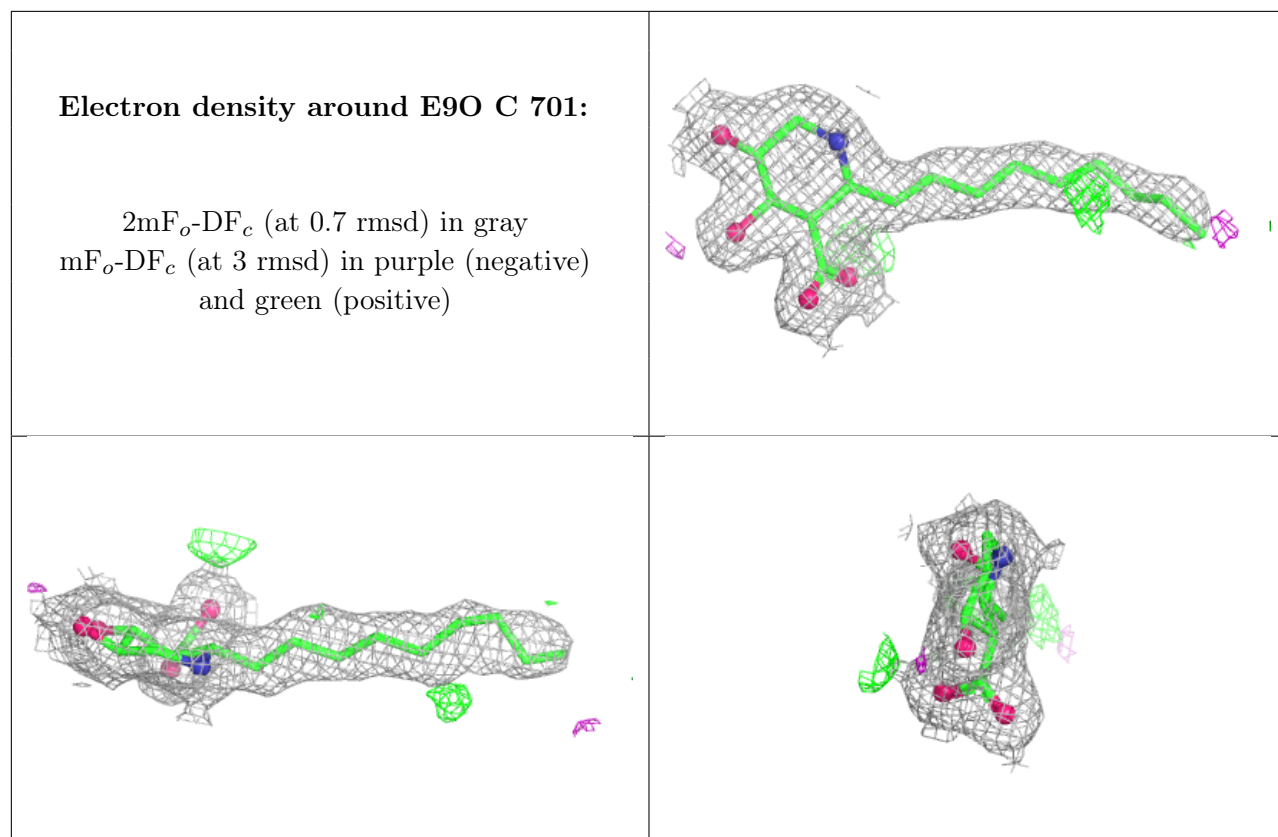 Electron density around E9O C 701:
2mFₒ-DF𝑐 (at 0.7 rmsd) in gray
mFₒ-DF𝑐 (at 3 rmsd) in purple (negative)
and green (positive)